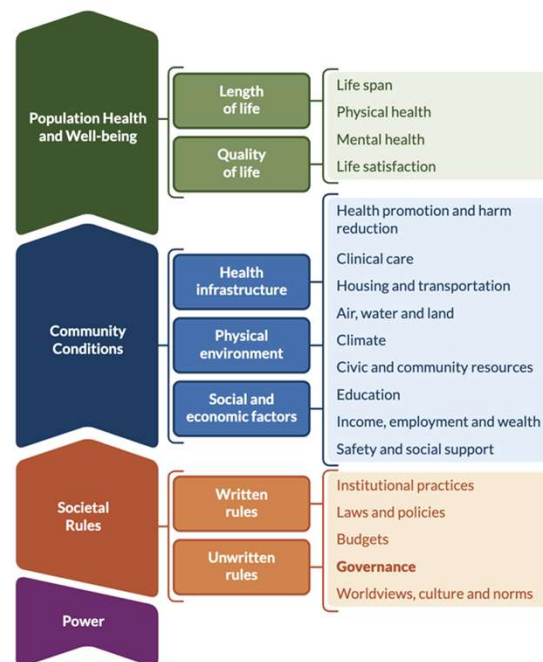 Population Health
and Well-being
Length
of life
Quality
of life
Life span
Physical health
Mental health
Life satisfaction
Community
Conditions
Health
infrastructure
Physical
environment
Social and
economic factors
Health promotion and harm
reduction
Clinical care
Housing and transportation
Air, water and land
Climate
Civic and community resources
Education
Income, employment and wealth
Safety and social support
Societal
Rules
Written
rules
Unwritten
rules
Institutional practices
Laws and policies
Budgets
Governance
Worldviews, culture and norms
Power